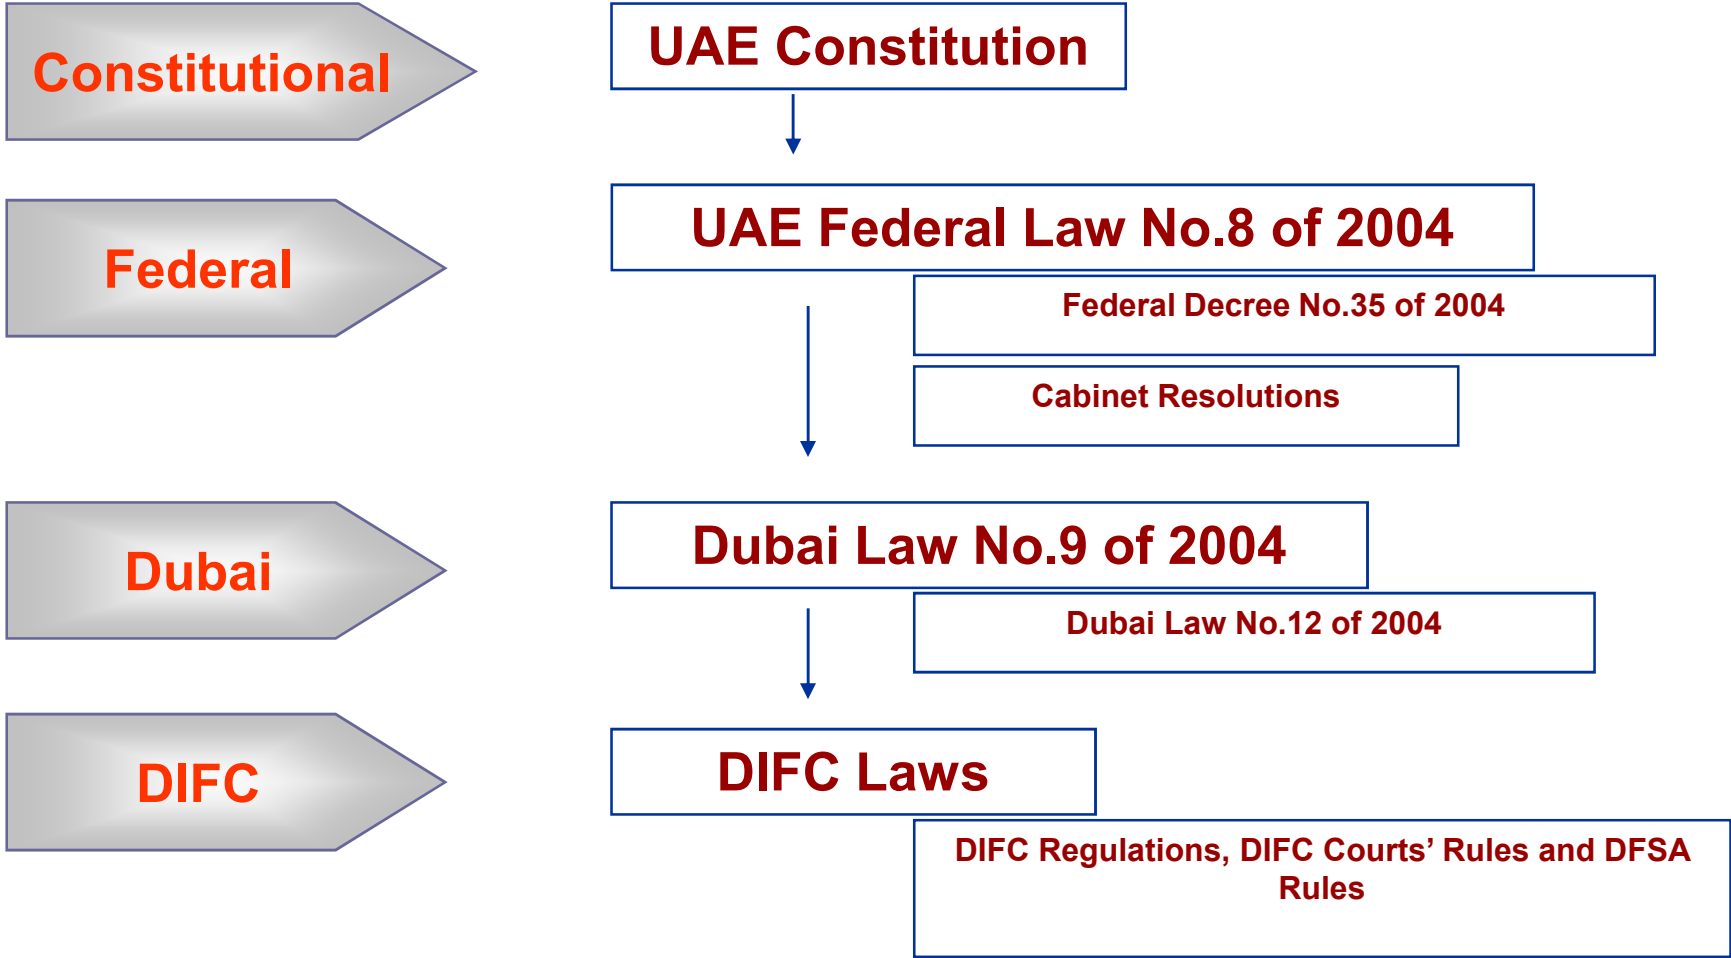 Constitutional
UAE Constitution
Federal
UAE Federal Law No.8 of 2004
Federal Decree No.35 of 2004
Cabinet Resolutions
Dubai
Dubai Law No.9 of 2004
Dubai Law No.12 of 2004
DIFC
DIFC Laws
DIFC Regulations, DIFC Courts’ Rules and DFSA
Rules